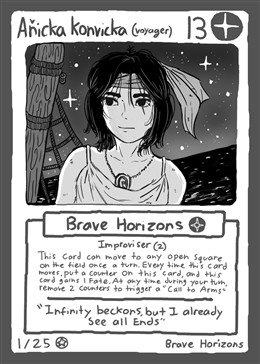 Aňicka Konvicka (voyager) 13
Brave Horizons
Improviser (2)
This Card can move to any open Square
on the field once a turn. Every time this Card
moves, put a counter on this card, and this
card gains 1 Fate. At any time during your turn,
remove 2 counters to trigger a "Call to Arms"
"Infinity beckons, but I already
See all Ends"
1/25 Brave Horizons